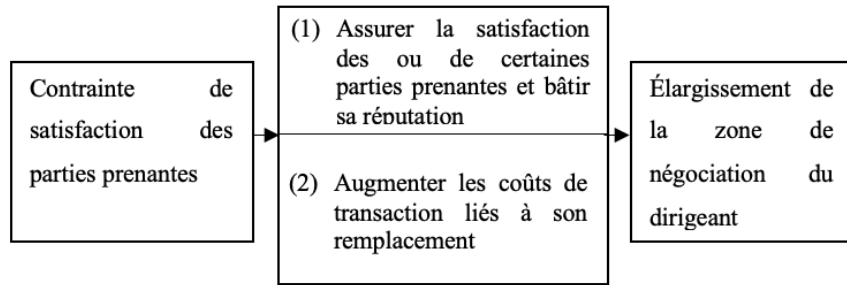 Contrainte de
satisfaction des
parties prenantes
(1) Assurer la satisfaction
des ou de certaines
parties prenantes et bâtir
sa réputation
(2) Augmenter les coûts de
transaction liés à son
remplacement
Élargissement de
la zone de
négociation du
dirigeant